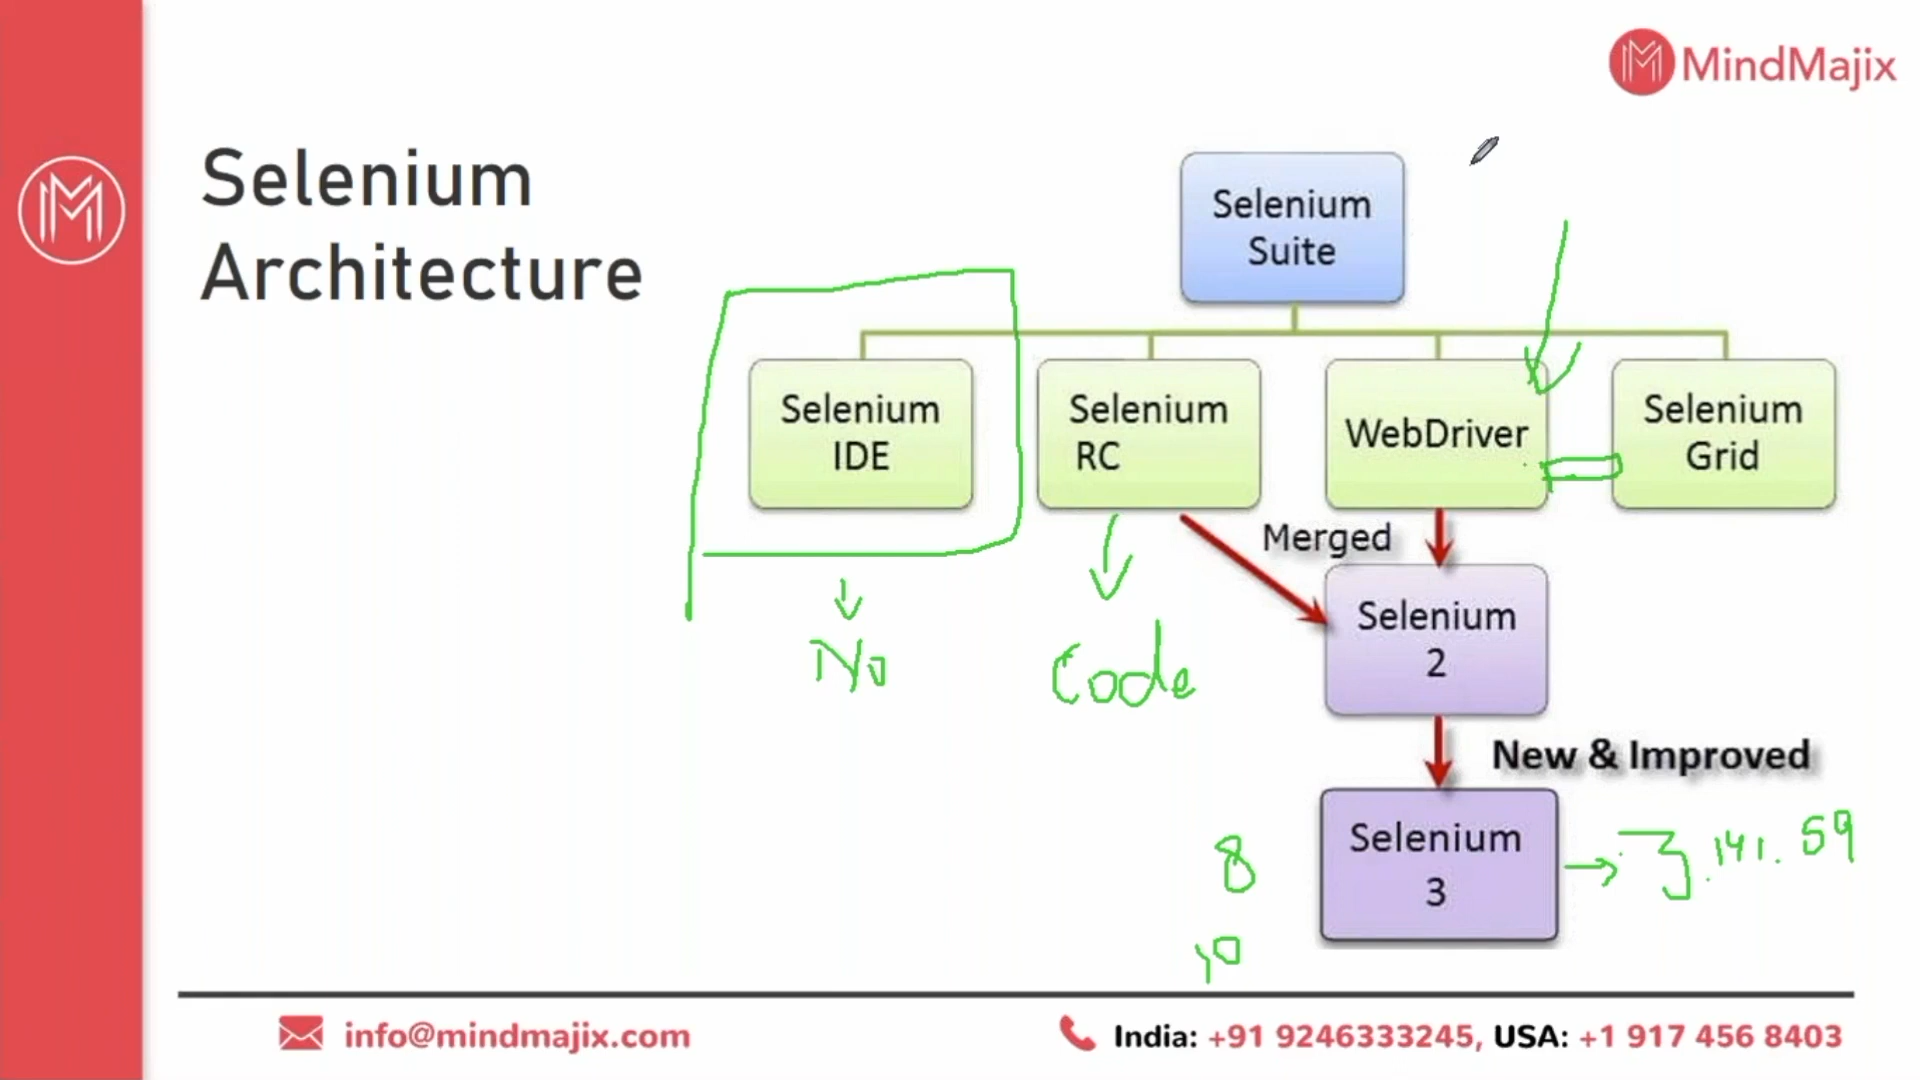 MindMajix
Selenium
Architecture
Selenium
Suite
Selenium
IDE
Selenium
RC
WebDriver
Selenium
Grid
Merged
No
Code
Selenium
2
New & Improved
Selenium
3
3.141.59
8
10
info@mindmajix.com
India: +91 9246333245, USA: +1 917 456 8403